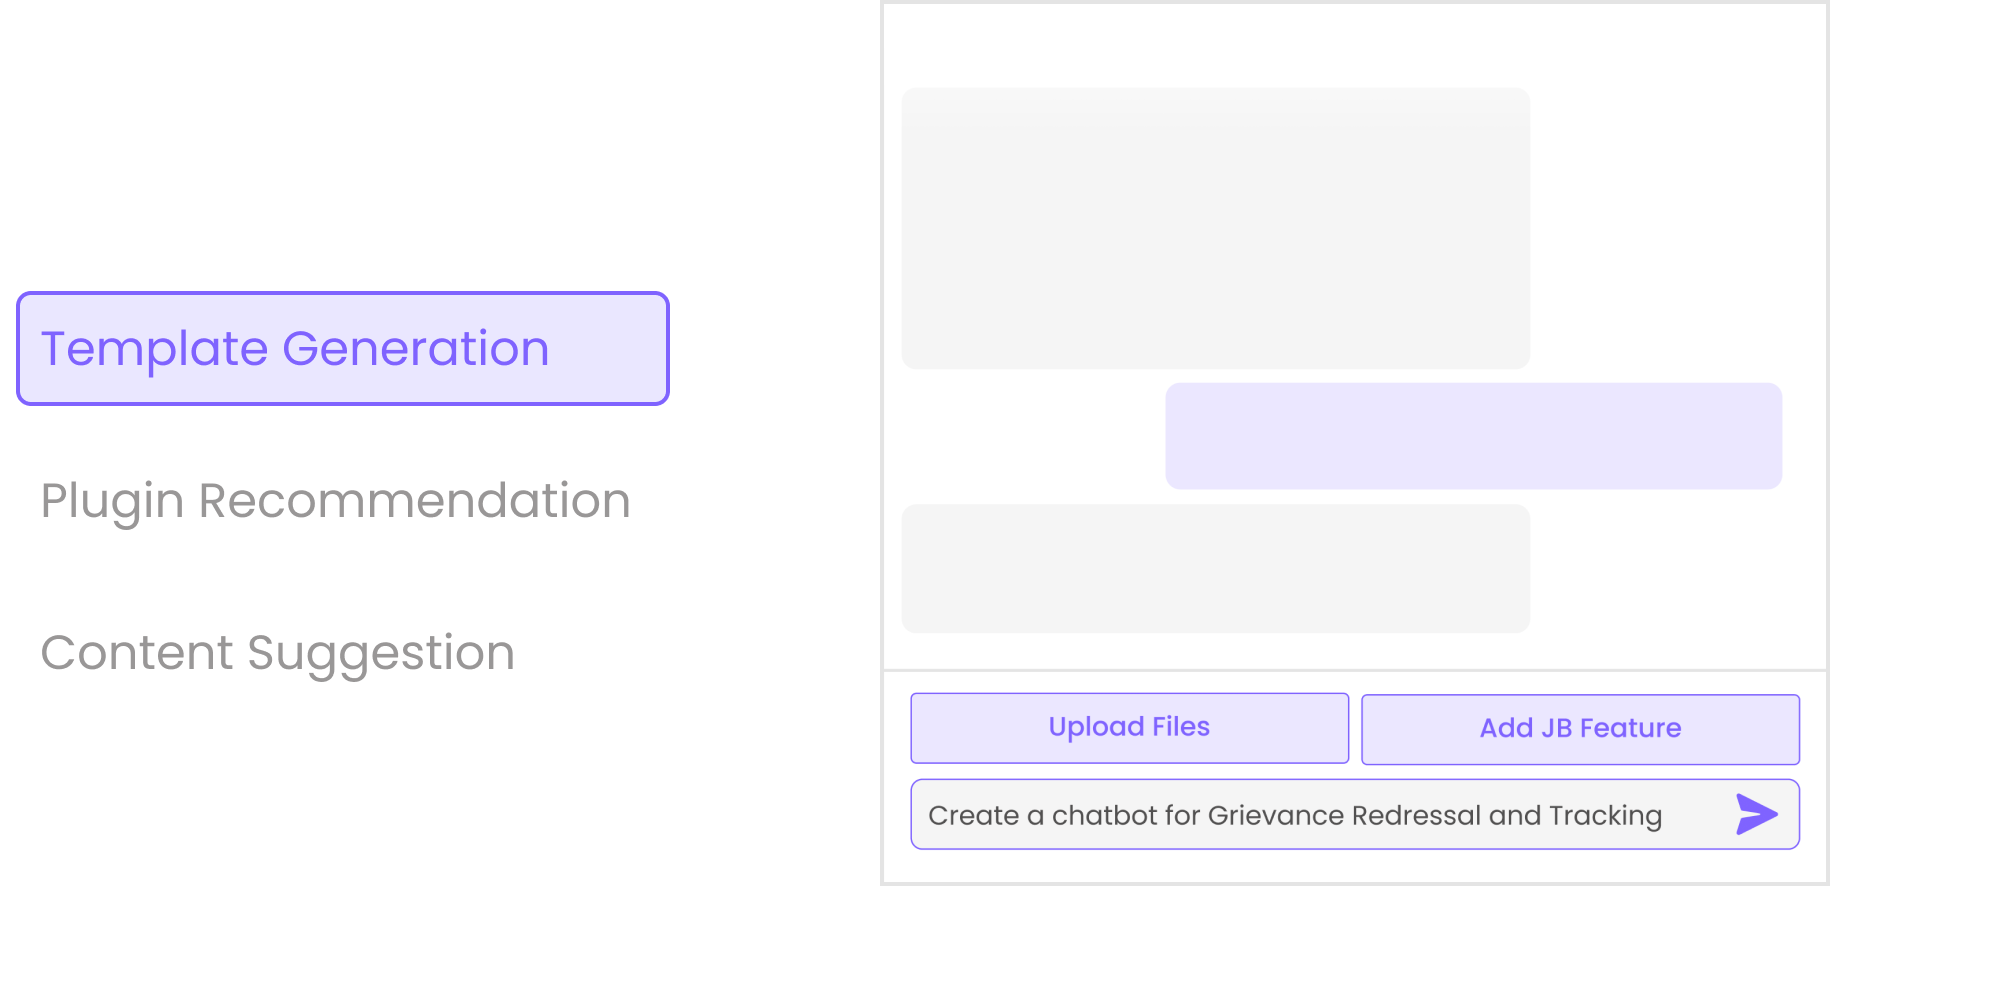 Template Generation
Plugin Recommendation
Content Suggestion
Upload Files
Add JB Feature
Create a chatbot for Grievance Redressal and Tracking